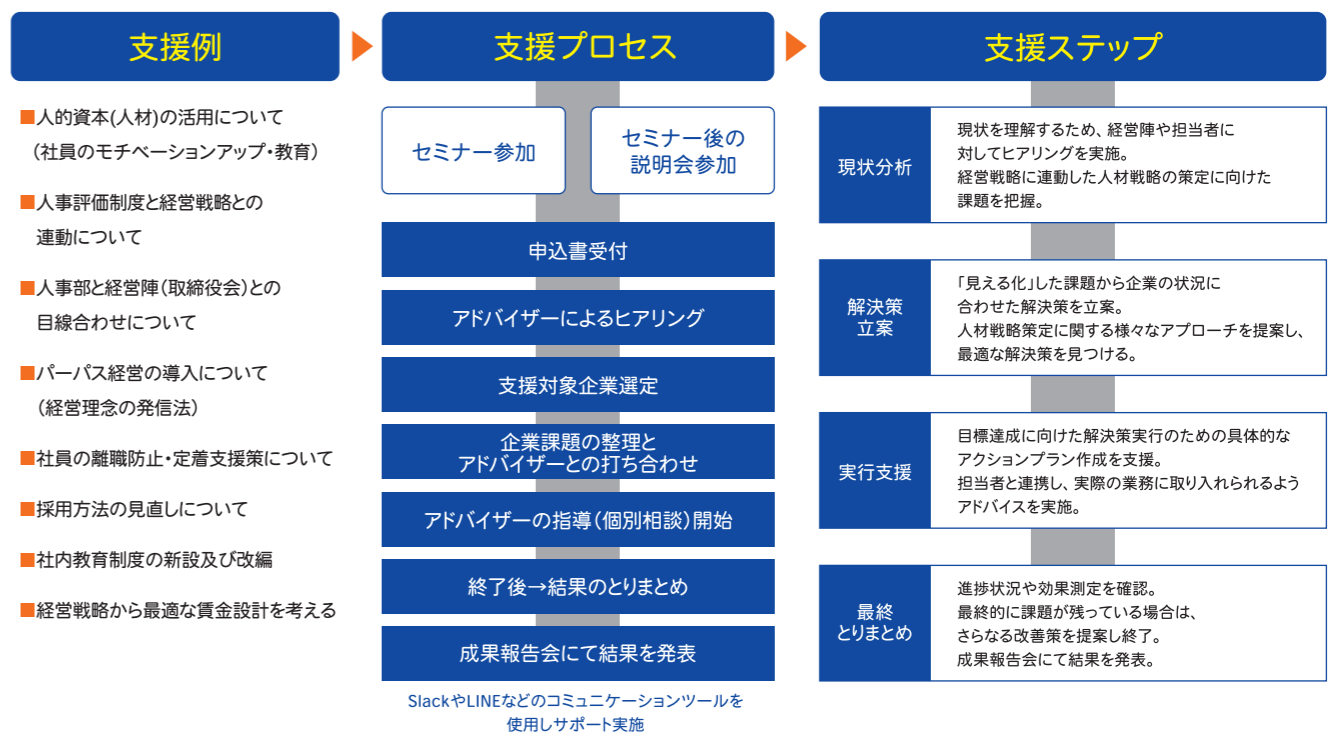 支援例
■人的資本(人材)の活用について
（社員のモチベーションアップ・教育）
■人事評価制度と経営戦略との
連動について
■人事部と経営陣（取締役会）との
目線合わせについて
■パーパス経営の導入について
（経営理念の発信法）
■社員の離職防止・定着支援策について
■採用方法の見直しについて
■社内教育制度の新設及び改編
■経営戦略から最適な賃金設計を考える
支援プロセス
セミナー参加
セミナー後の
説明会参加
申込書受付
アドバイザーによるヒアリング
支援対象企業選定
企業課題の整理と
アドバイザーとの打ち合わせ
アドバイザーの指導（個別相談）開始
終了後→結果のとりまとめ
成果報告会にて結果を発表
SlackやLINEなどのコミュニケーションツールを
使用しサポート実施
支援ステップ
現状分析
現状を理解するため、経営陣や担当者に
対してヒアリングを実施。
経営戦略に連動した人材戦略の策定に向けた
課題を把握。
解決策
立案
「見える化」した課題から企業の状況に
合わせた解決策を立案。
人材戦略策定に関する様々なアプローチを提案し、
最適な解決策を見つける。
実行支援
目標達成に向けた解決策実行のための具体的な
アクションプラン作成を支援。
担当者と連携し、実際の業務に取り入れられるよう
アドバイスを実施。
最終
とりまとめ
進捗状況や効果測定を確認。
最終的に課題が残っている場合は、
さらなる改善策を提案し終了。
成果報告会にて結果を発表。